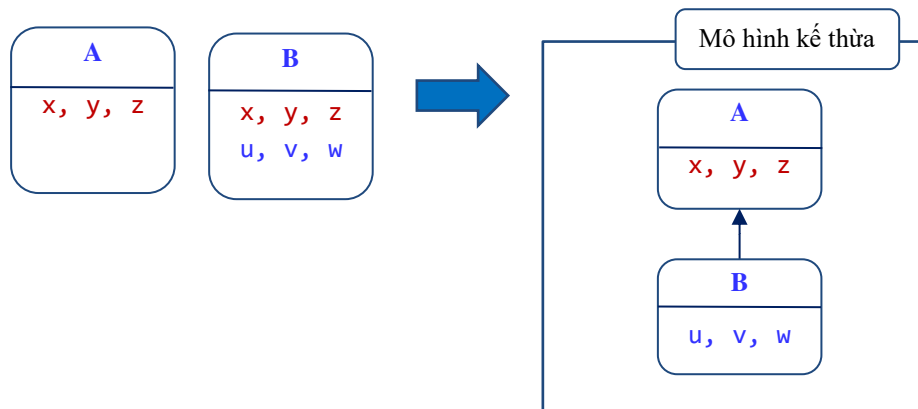 A
x, y, z
B
x, y, z
u, v, w
Mô hình kế thừa
A
x, y, z
B
u, v, w